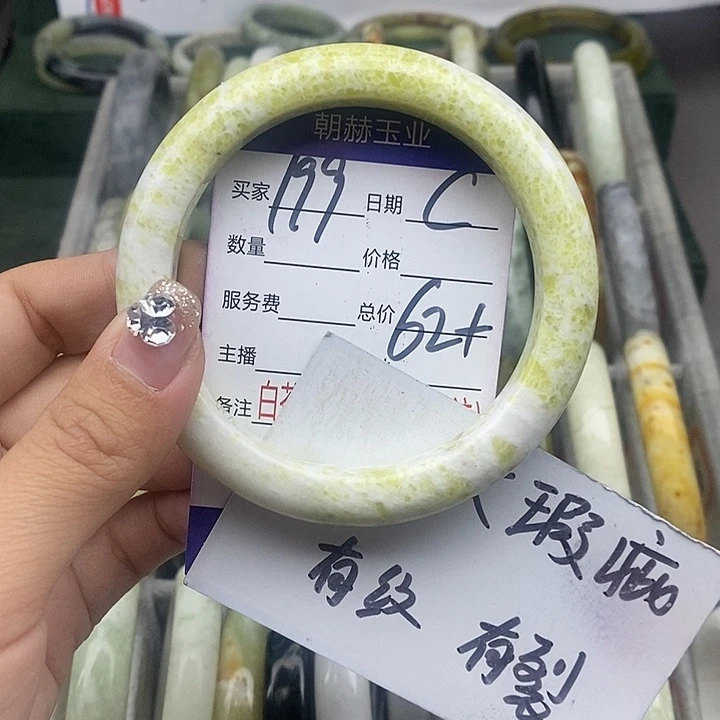 朝赫玉业
买家 199 日期 C
数量 价格
服务费 总价 62+
主播
备注 白
瑕疵
有纹 有裂